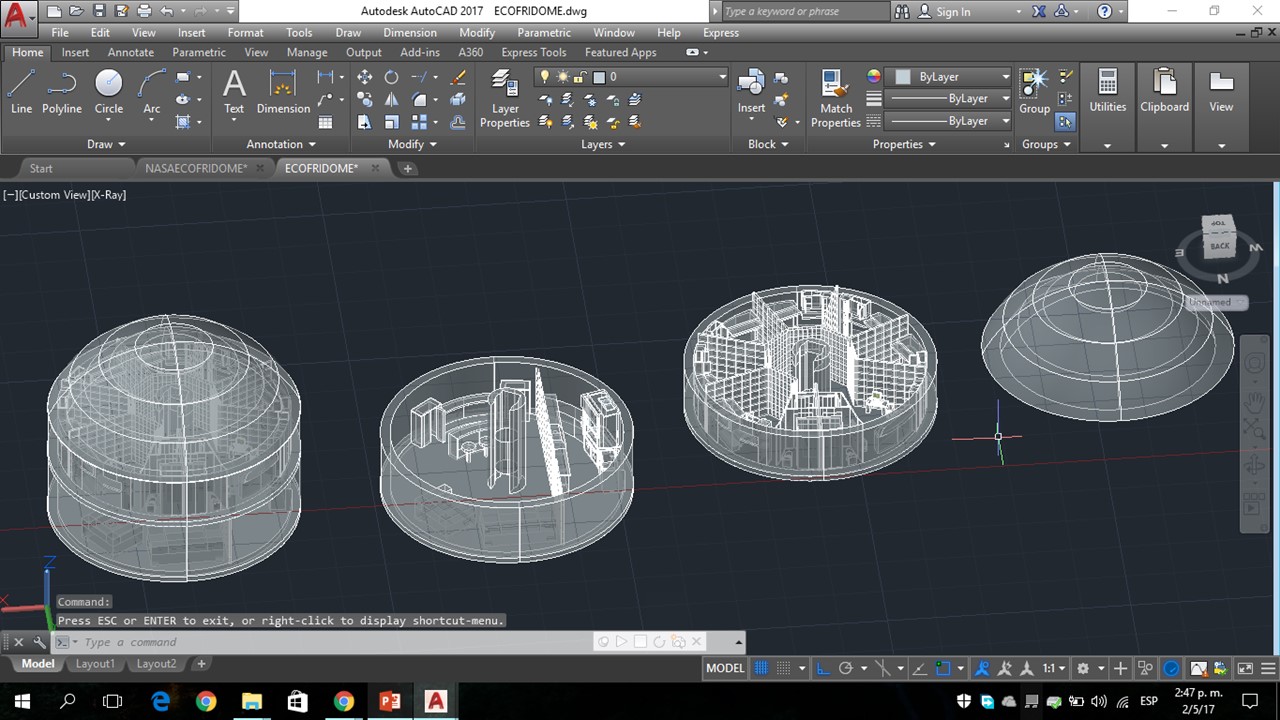 Autodesk AutoCAD 2017 ECOFRIDOME.dwg
Type a keyword or phrase
Sign In
File Edit View Insert Format Tools Draw Dimension Modify Parametric Window Help Express
Home Insert Annotate Parametric View Manage Output Add-ins A360 Express Tools Featured Apps
0
ByLayer
ByLayer
ByLayer
Line Polyline Circle Arc Text Dimension Layer Properties Insert Match Properties Group Utilities Clipboard View
Draw Annotation Modify Layers Block Properties Groups
Start NASAECOFRIDOME* ECOFRIDOME*
[−][Custom View][X-Ray]
TOP
BACK
E W
N
Unnamed
Z
X
Command:
Press ESC or ENTER to exit, or right-click to display shortcut-menu.
Type a command
Model Layout1 Layout2
MODEL 1:1
ESP
2:47 p. m.
2/5/17